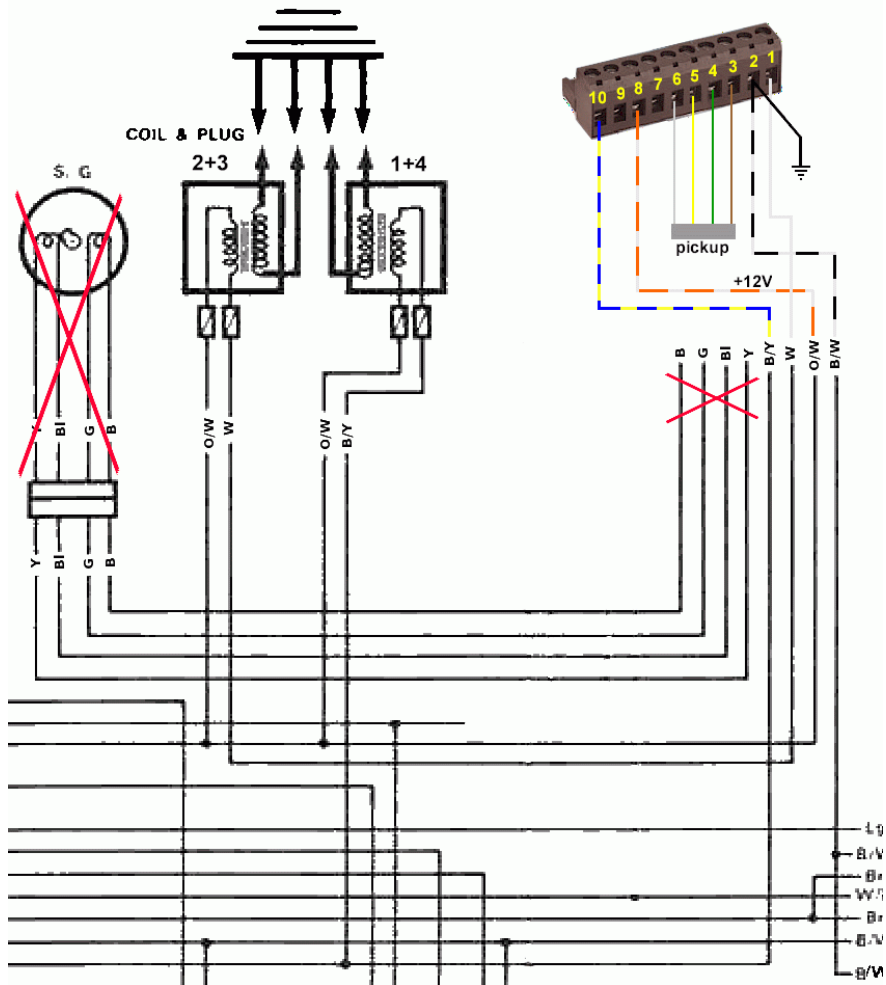 COIL & PLUG
S. G
2+3
1+4
10 9 8 7 6 5 4 3 2 1
pickup
+12V
B G Bl Y B/Y W O/W B/W
Y Bl G B
O/W W O/W B/Y
Y Bl G B
B/W